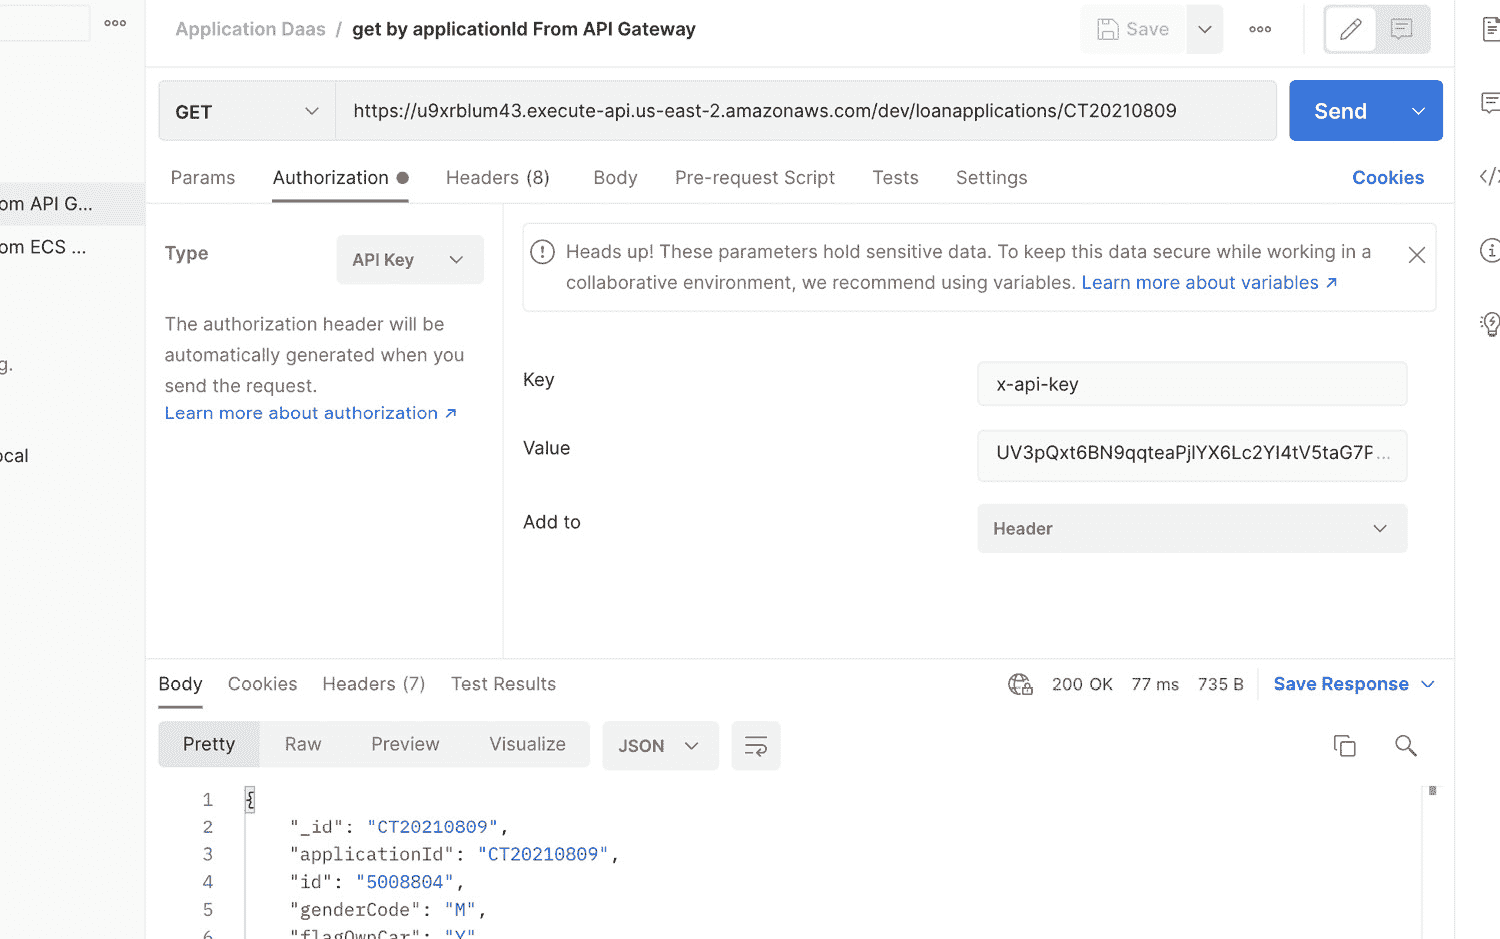 Application Daas / get by applicationId From API Gateway
Save
GET
https://u9xrblum43.execute-api.us-east-2.amazonaws.com/dev/loanapplications/CT20210809
Send
Params
Authorization
Headers (8)
Body
Pre-request Script
Tests
Settings
Cookies
om API G...
om ECS ...
g.
ocal
Type
API Key
The authorization header will be
automatically generated when you
send the request.
Learn more about authorization ↗
Heads up! These parameters hold sensitive data. To keep this data secure while working in a
collaborative environment, we recommend using variables. Learn more about variables ↗
Key
x-api-key
Value
UV3pQxt6BN9qqteaPjlYX6Lc2YI4tV5taG7P...
Add to
Header
Body
Cookies
Headers (7)
Test Results
200 OK
77 ms
735 B
Save Response
Pretty
Raw
Preview
Visualize
JSON
1 {
2 "_id": "CT20210809",
3 "applicationId": "CT20210809",
4 "id": "5008804",
5 "genderCode": "M",
6 "flagOwnCar": "Y"